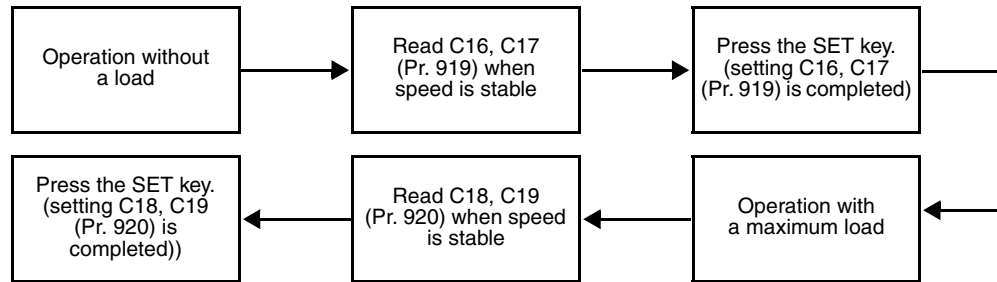 Operation without
a load
Read C16, C17
(Pr. 919) when
speed is stable
Press the SET key.
(setting C16, C17
(Pr. 919) is completed)
Operation with
a maximum load
Read C18, C19
(Pr. 920) when speed
is stable
Press the SET key.
(setting C18, C19
(Pr. 920) is
completed))